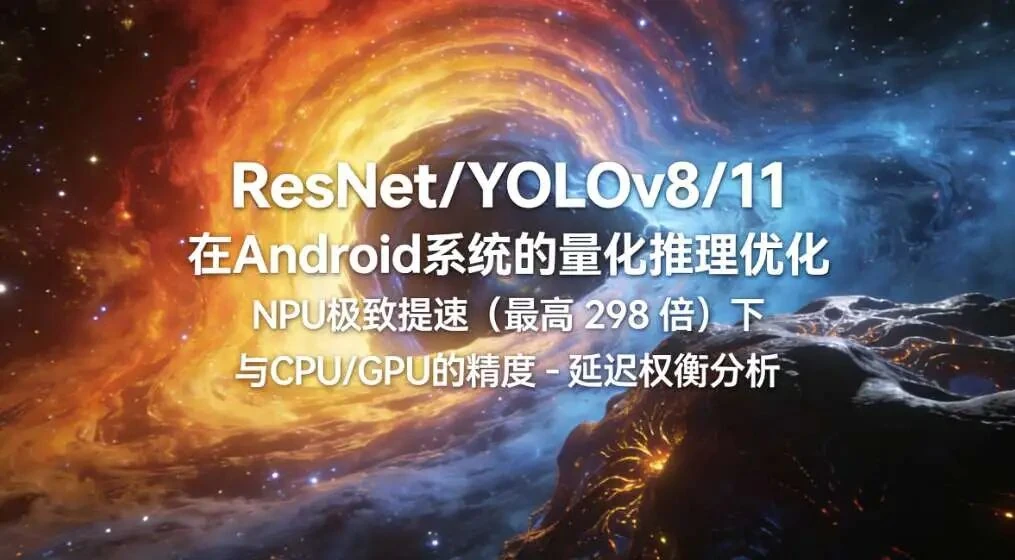 ResNet/YOLOv8/11
在Android系统的量化推理优化
NPU极致提速（最高 298 倍）下
与CPU/GPU的精度 - 延迟权衡分析